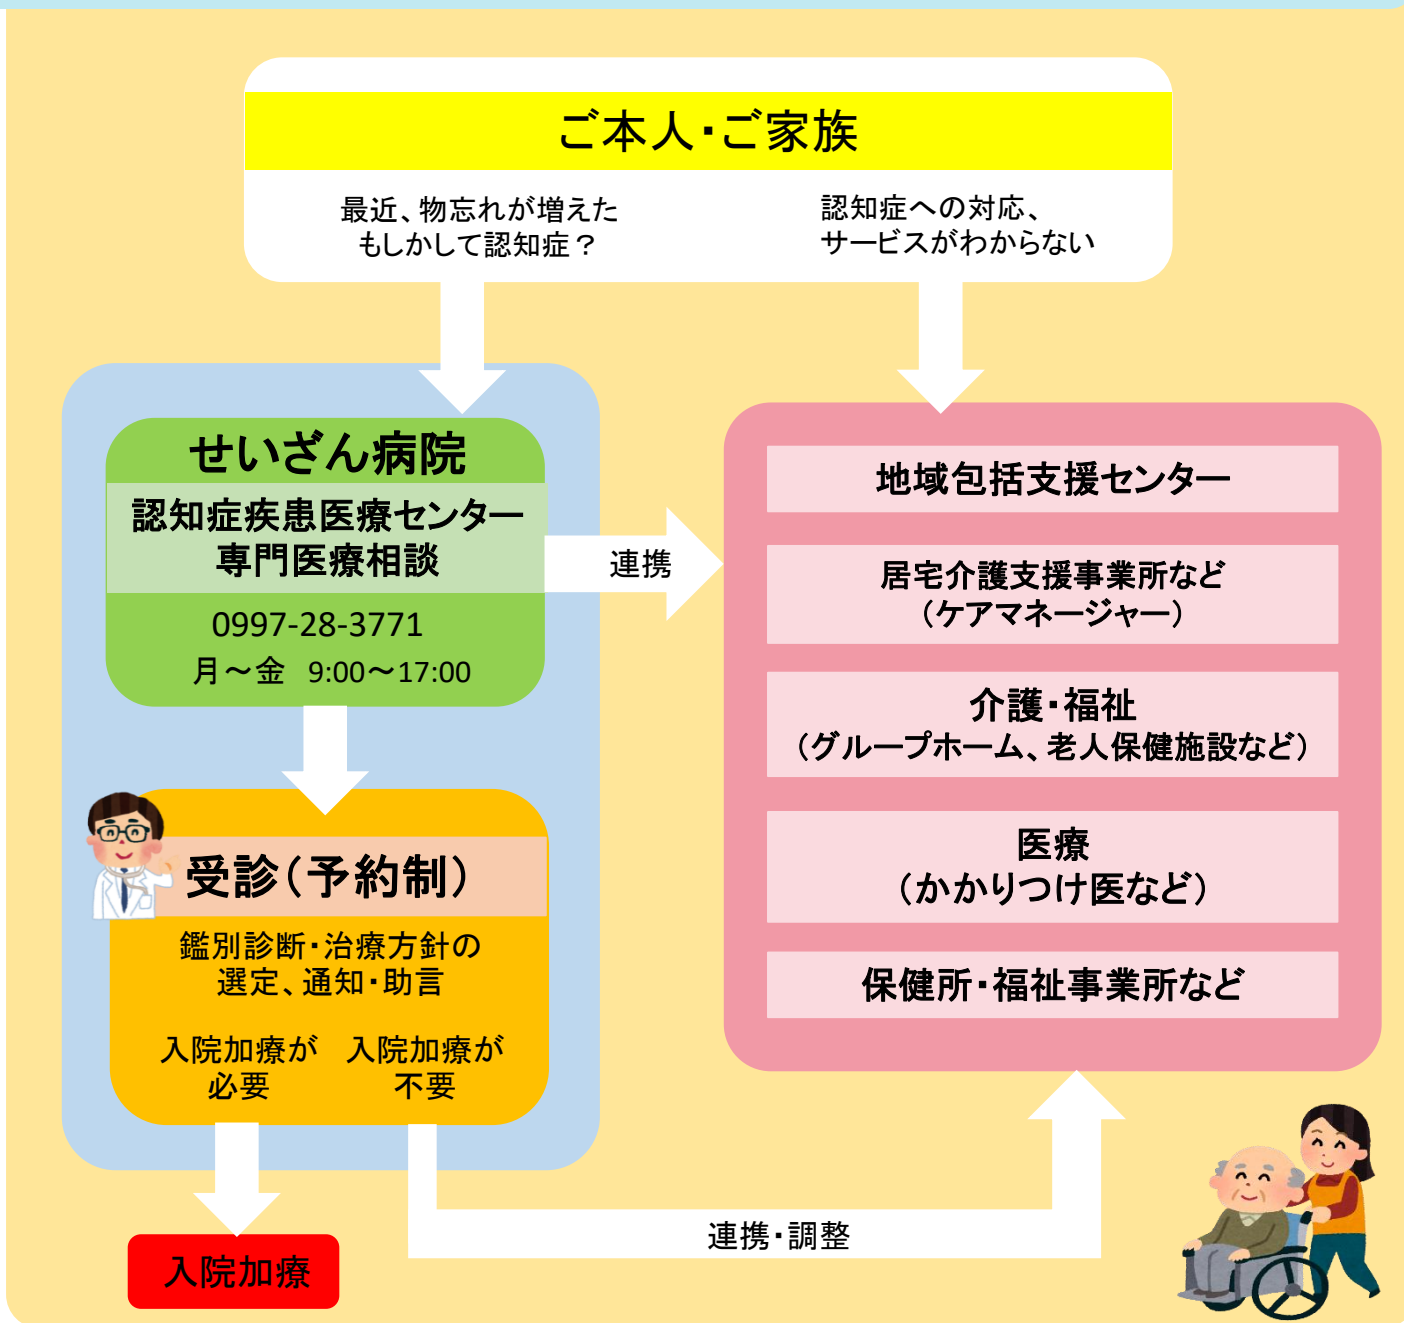 ご本人・ご家族
最近、物忘れが増えた
もしかして認知症？
認知症への対応、
サービスがわからない
せいざん病院
認知症疾患医療センター
専門医療相談
0997-28-3771
月～金 9:00～17:00
連携
受診（予約制）
鑑別診断・治療方針の
選定、通知・助言
入院加療が
必要
入院加療が
不要
入院加療
連携・調整
地域包括支援センター
居宅介護支援事業所など
（ケアマネージャー）
介護・福祉
（グループホーム、老人保健施設など）
医療
（かかりつけ医など）
保健所・福祉事業所など